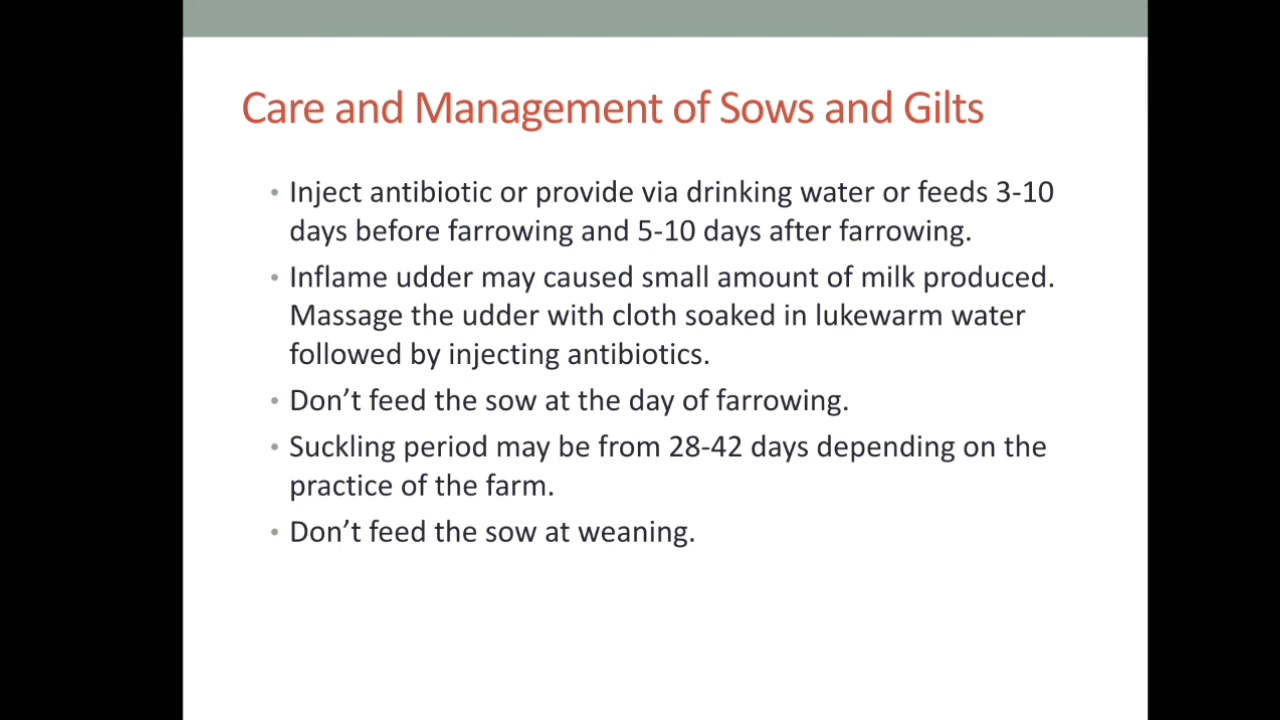 Care and Management of Sows and Gilts
• Inject antibiotic or provide via drinking water or feeds 3-10
days before farrowing and 5-10 days after farrowing.
• Inflame udder may caused small amount of milk produced.
Massage the udder with cloth soaked in lukewarm water
followed by injecting antibiotics.
• Don’t feed the sow at the day of farrowing.
• Suckling period may be from 28-42 days depending on the
practice of the farm.
• Don’t feed the sow at weaning.